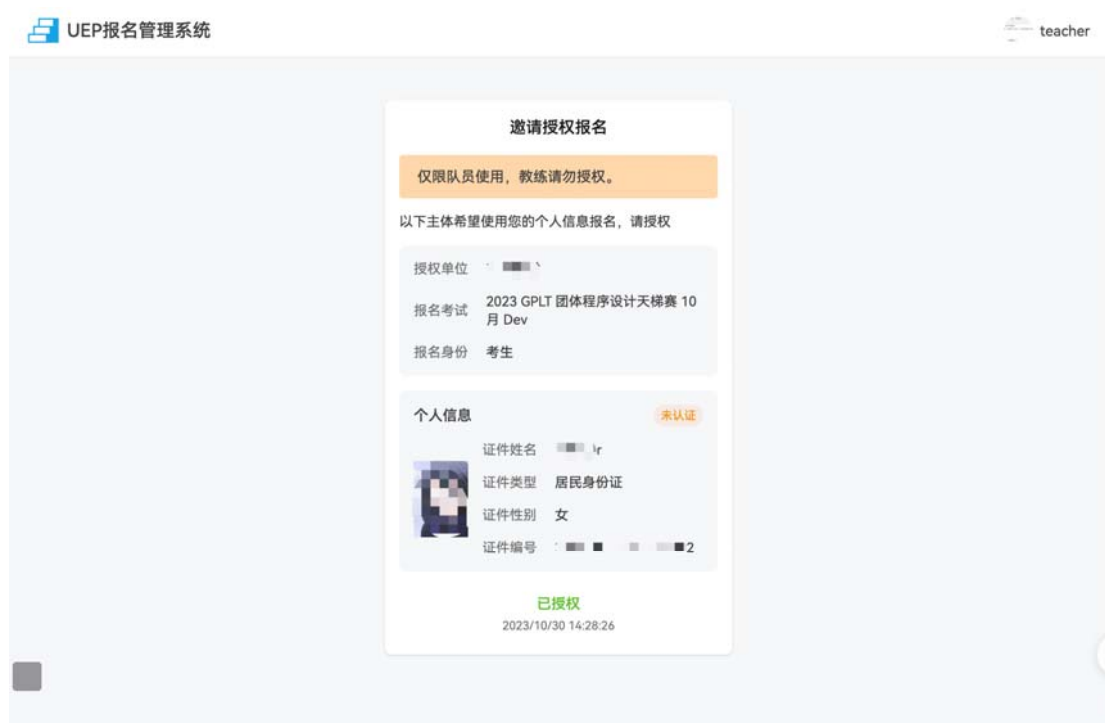 UEP报名管理系统
teacher
邀请授权报名
仅限队员使用，教练请勿授权。
以下主体希望使用您的个人信息报名，请授权
授权单位
报名考试 2023 GPLT 团体程序设计天梯赛 10
月 Dev
报名身份 考生
个人信息 未认证
证件姓名
证件类型 居民身份证
证件性别 女
证件编号 2
已授权
2023/10/30 14:28:26